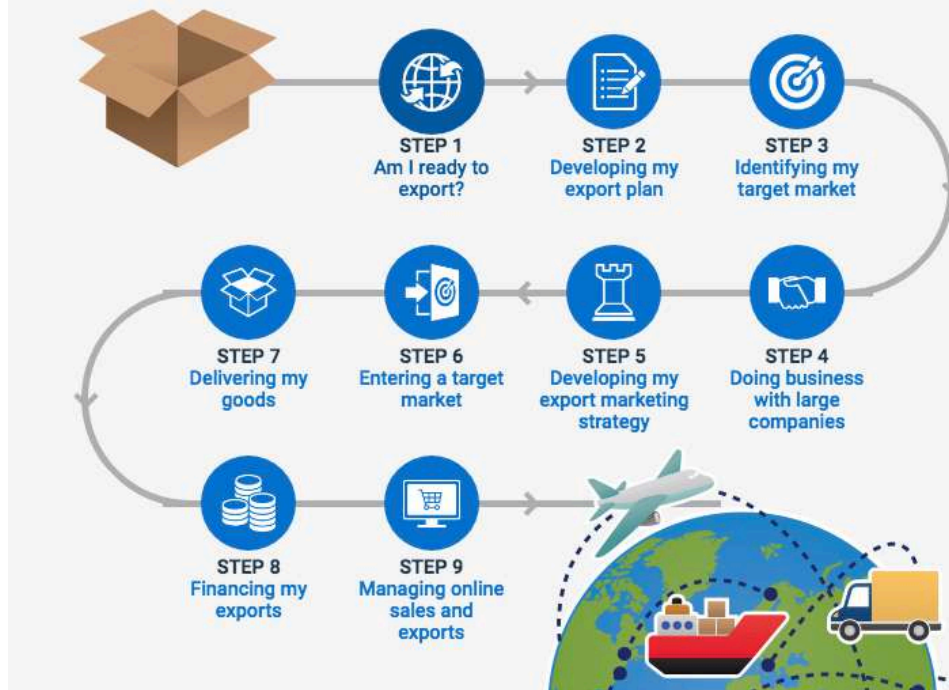 STEP 1
Am I ready to
export?
STEP 2
Developing my
export plan
STEP 3
Identifying my
target market
STEP 4
Doing business
with large
companies
STEP 5
Developing my
export marketing
strategy
STEP 6
Entering a target
market
STEP 7
Delivering my
goods
STEP 8
Financing my
exports
STEP 9
Managing online
sales and
exports